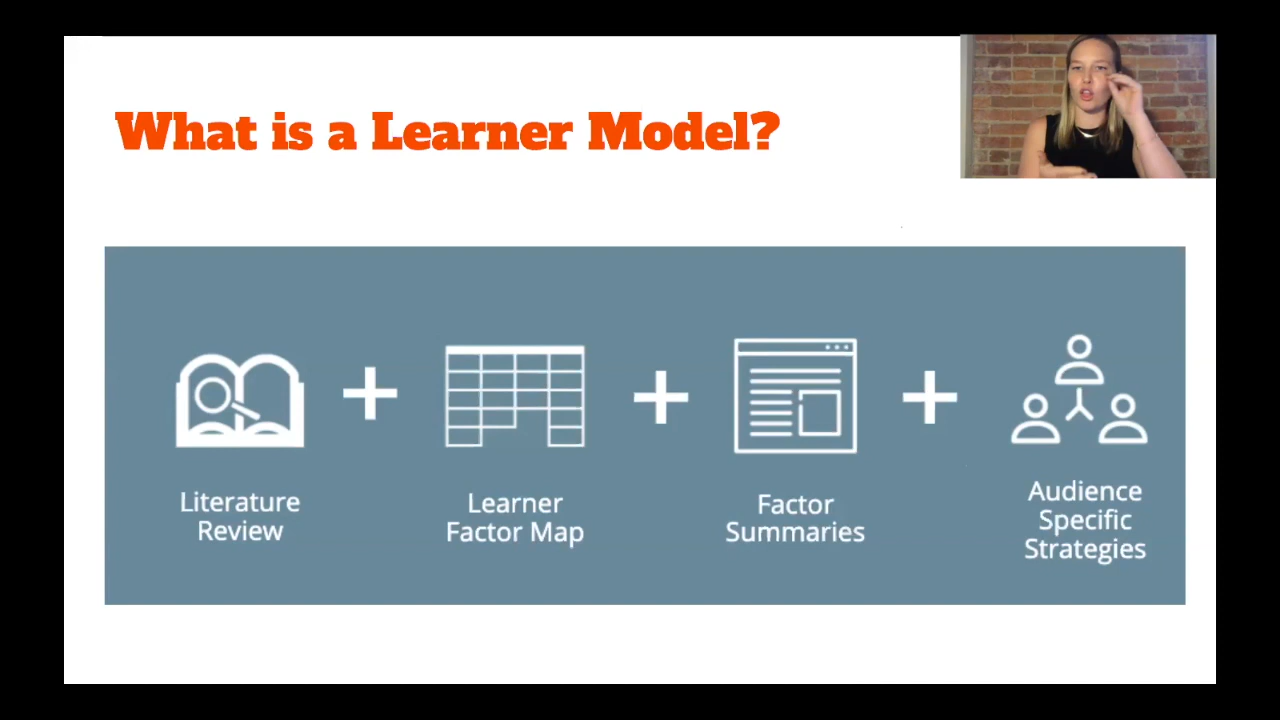 What is a Learner Model?
Literature
Review
Learner
Factor Map
Factor
Summaries
Audience
Specific
Strategies